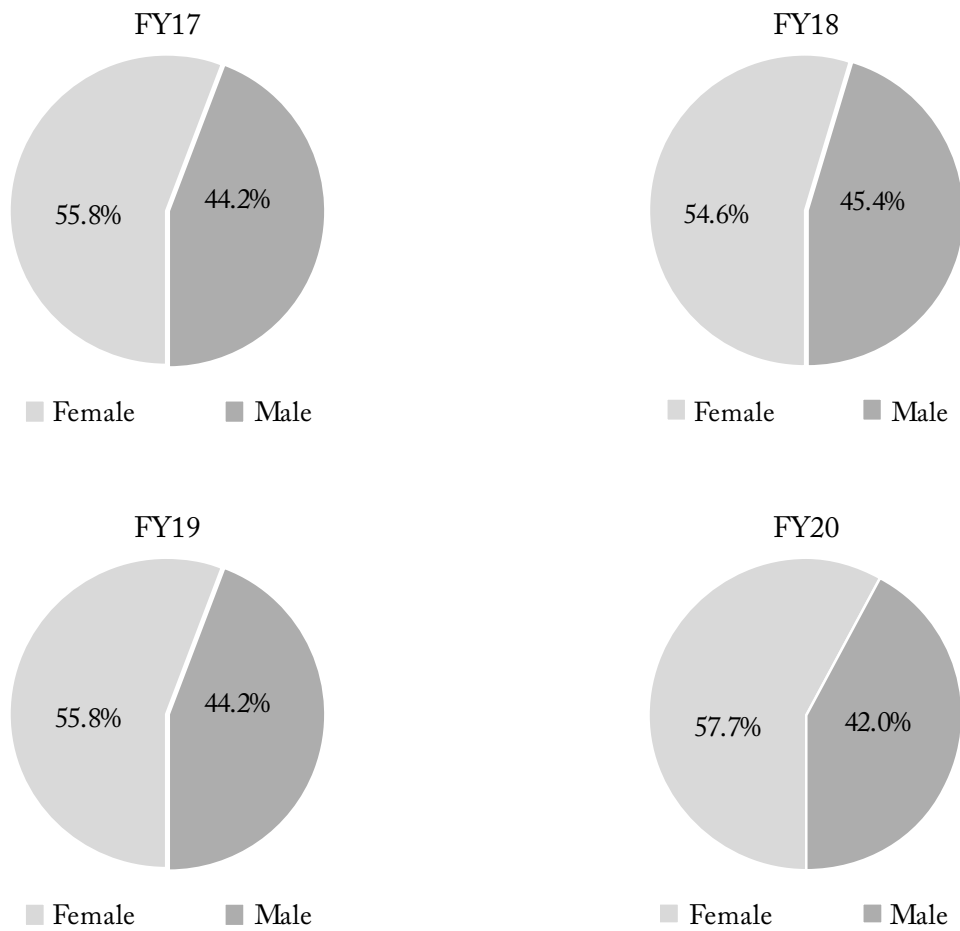 FY17
55.8%
44.2%
Female
Male
FY18
54.6%
45.4%
Female
Male
FY19
55.8%
44.2%
Female
Male
FY20
57.7%
42.0%
Female
Male